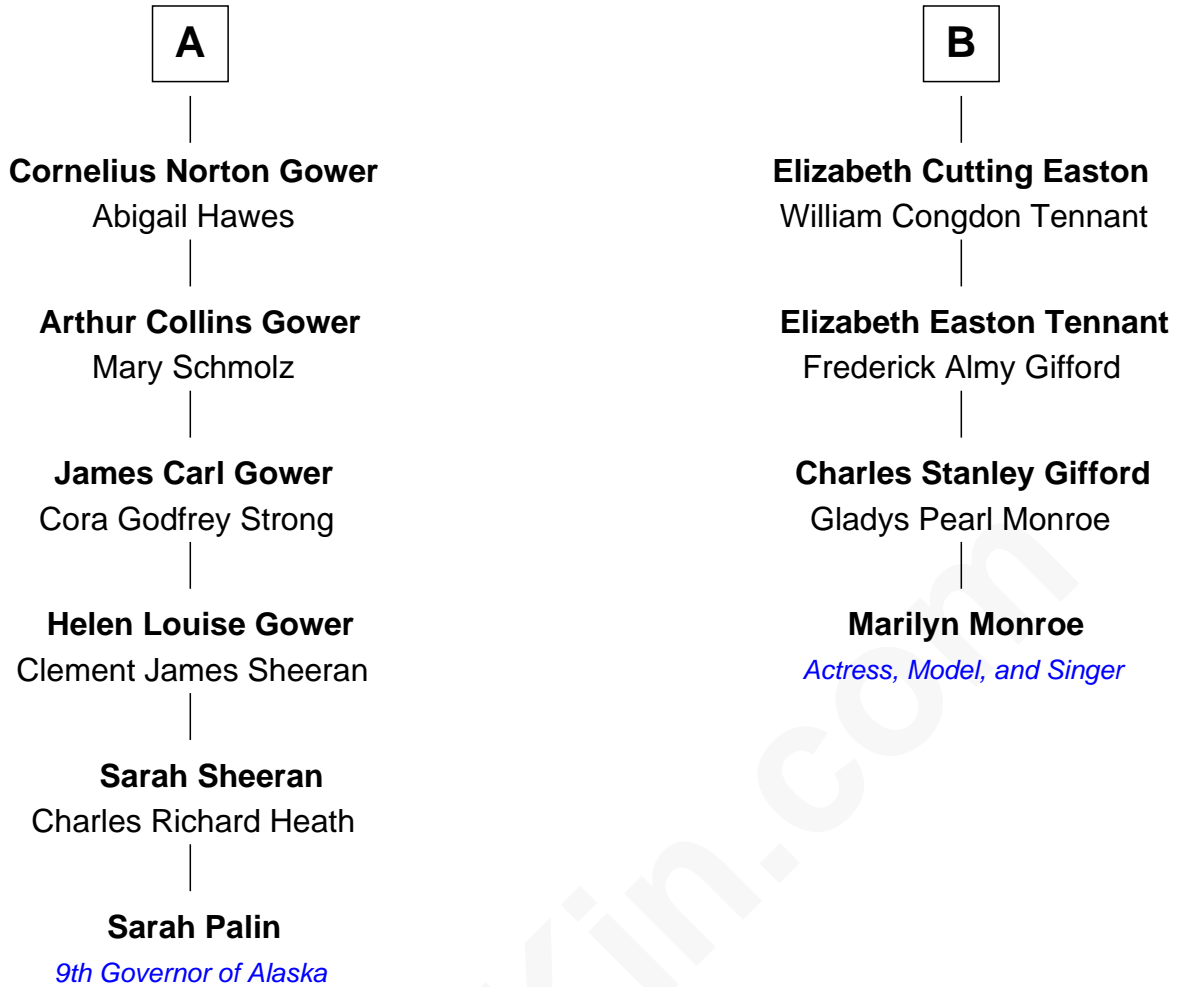 A
Cornelius Norton Gower
Abigail Hawes
Arthur Collins Gower
Mary Schmolz
James Carl Gower
Cora Godfrey Strong
Helen Louise Gower
Clement James Sheeran
Sarah Sheeran
Charles Richard Heath
Sarah Palin
9th Governor of Alaska
B
Elizabeth Cutting Easton
William Congdon Tennant
Elizabeth Easton Tennant
Frederick Almy Gifford
Charles Stanley Gifford
Gladys Pearl Monroe
Marilyn Monroe
Actress, Model, and Singer
Kin.com